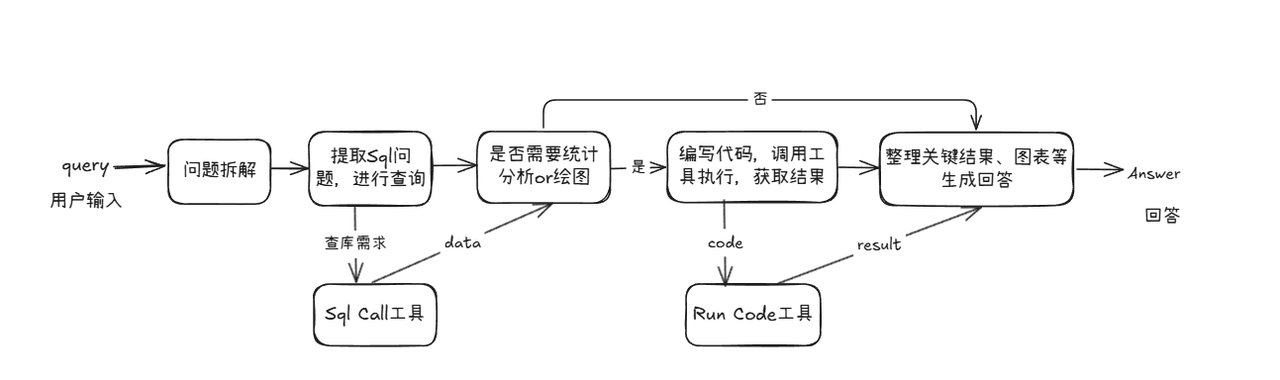 否
query
用户输入
问题拆解
提取Sql问
题，进行查询
是否需要统计
分析or绘图
是
编写代码，调用工
具执行，获取结果
整理关键结果、图表等
生成回答
Answer
回答
查库需求
data
code
result
Sql Call工具
Run Code工具